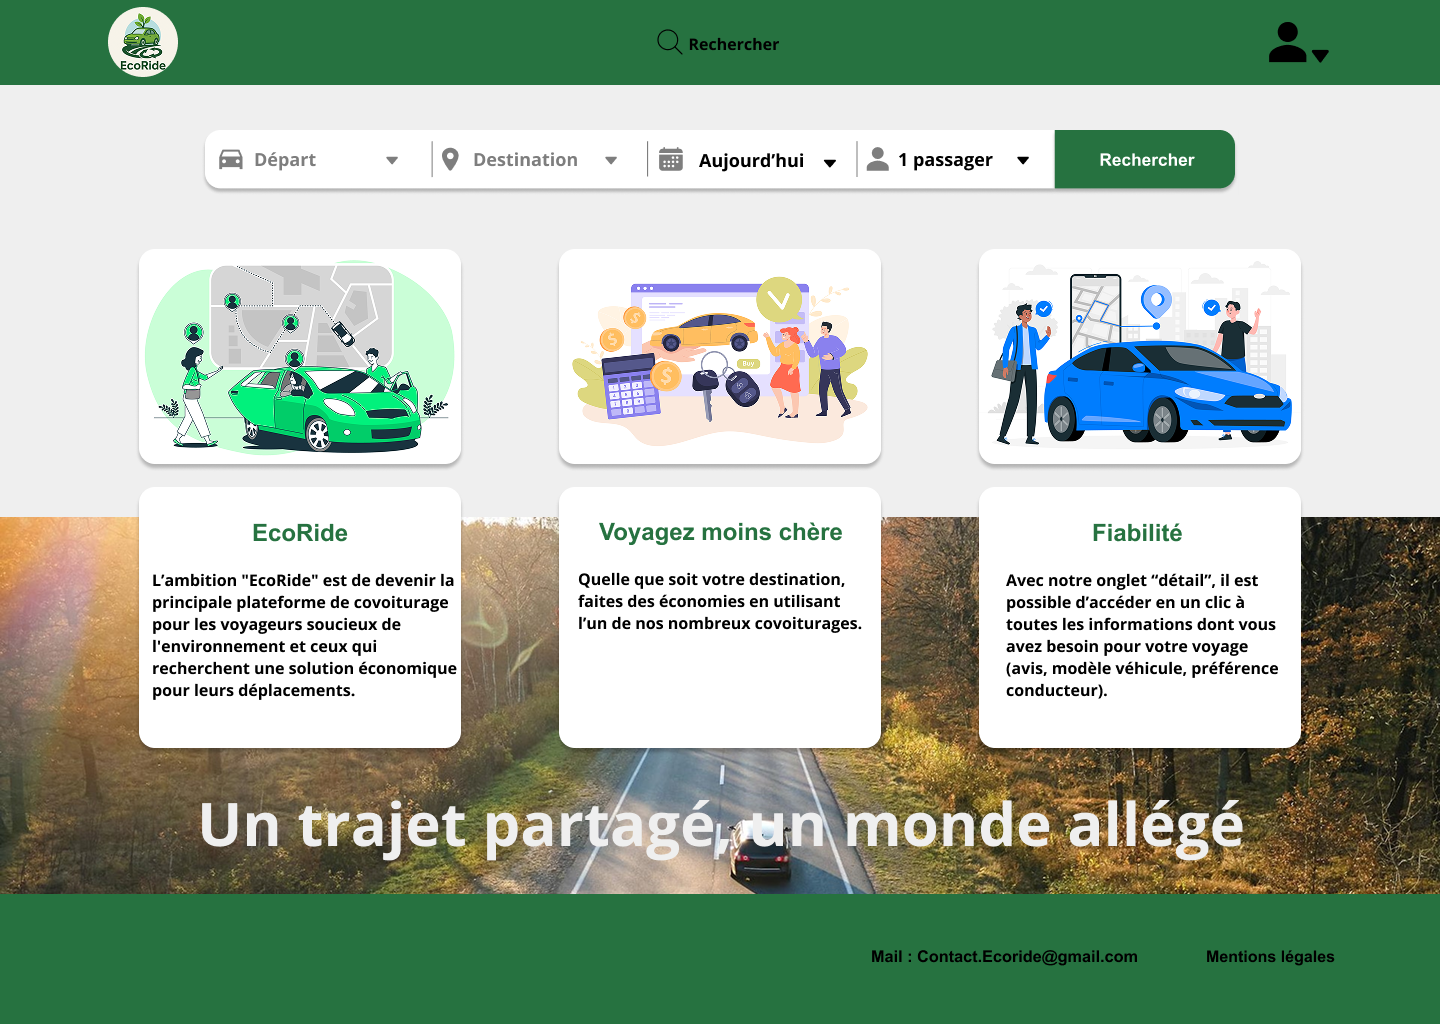 EcoRide
Rechercher
Départ
Destination
Aujourd’hui
1 passager
Rechercher
Buy
EcoRide
L’ambition "EcoRide" est de devenir la
principale plateforme de covoiturage
pour les voyageurs soucieux de
l'environnement et ceux qui
recherchent une solution économique
pour leurs déplacements.
Voyagez moins chère
Quelle que soit votre destination,
faites des économies en utilisant
l’un de nos nombreux covoiturages.
Fiabilité
Avec notre onglet “détail”, il est
possible d’accéder en un clic à
toutes les informations dont vous
avez besoin pour votre voyage
(avis, modèle véhicule, préférence
conducteur).
Un trajet partagé, un monde allégé
Mail : Contact.Ecoride@gmail.com
Mentions légales